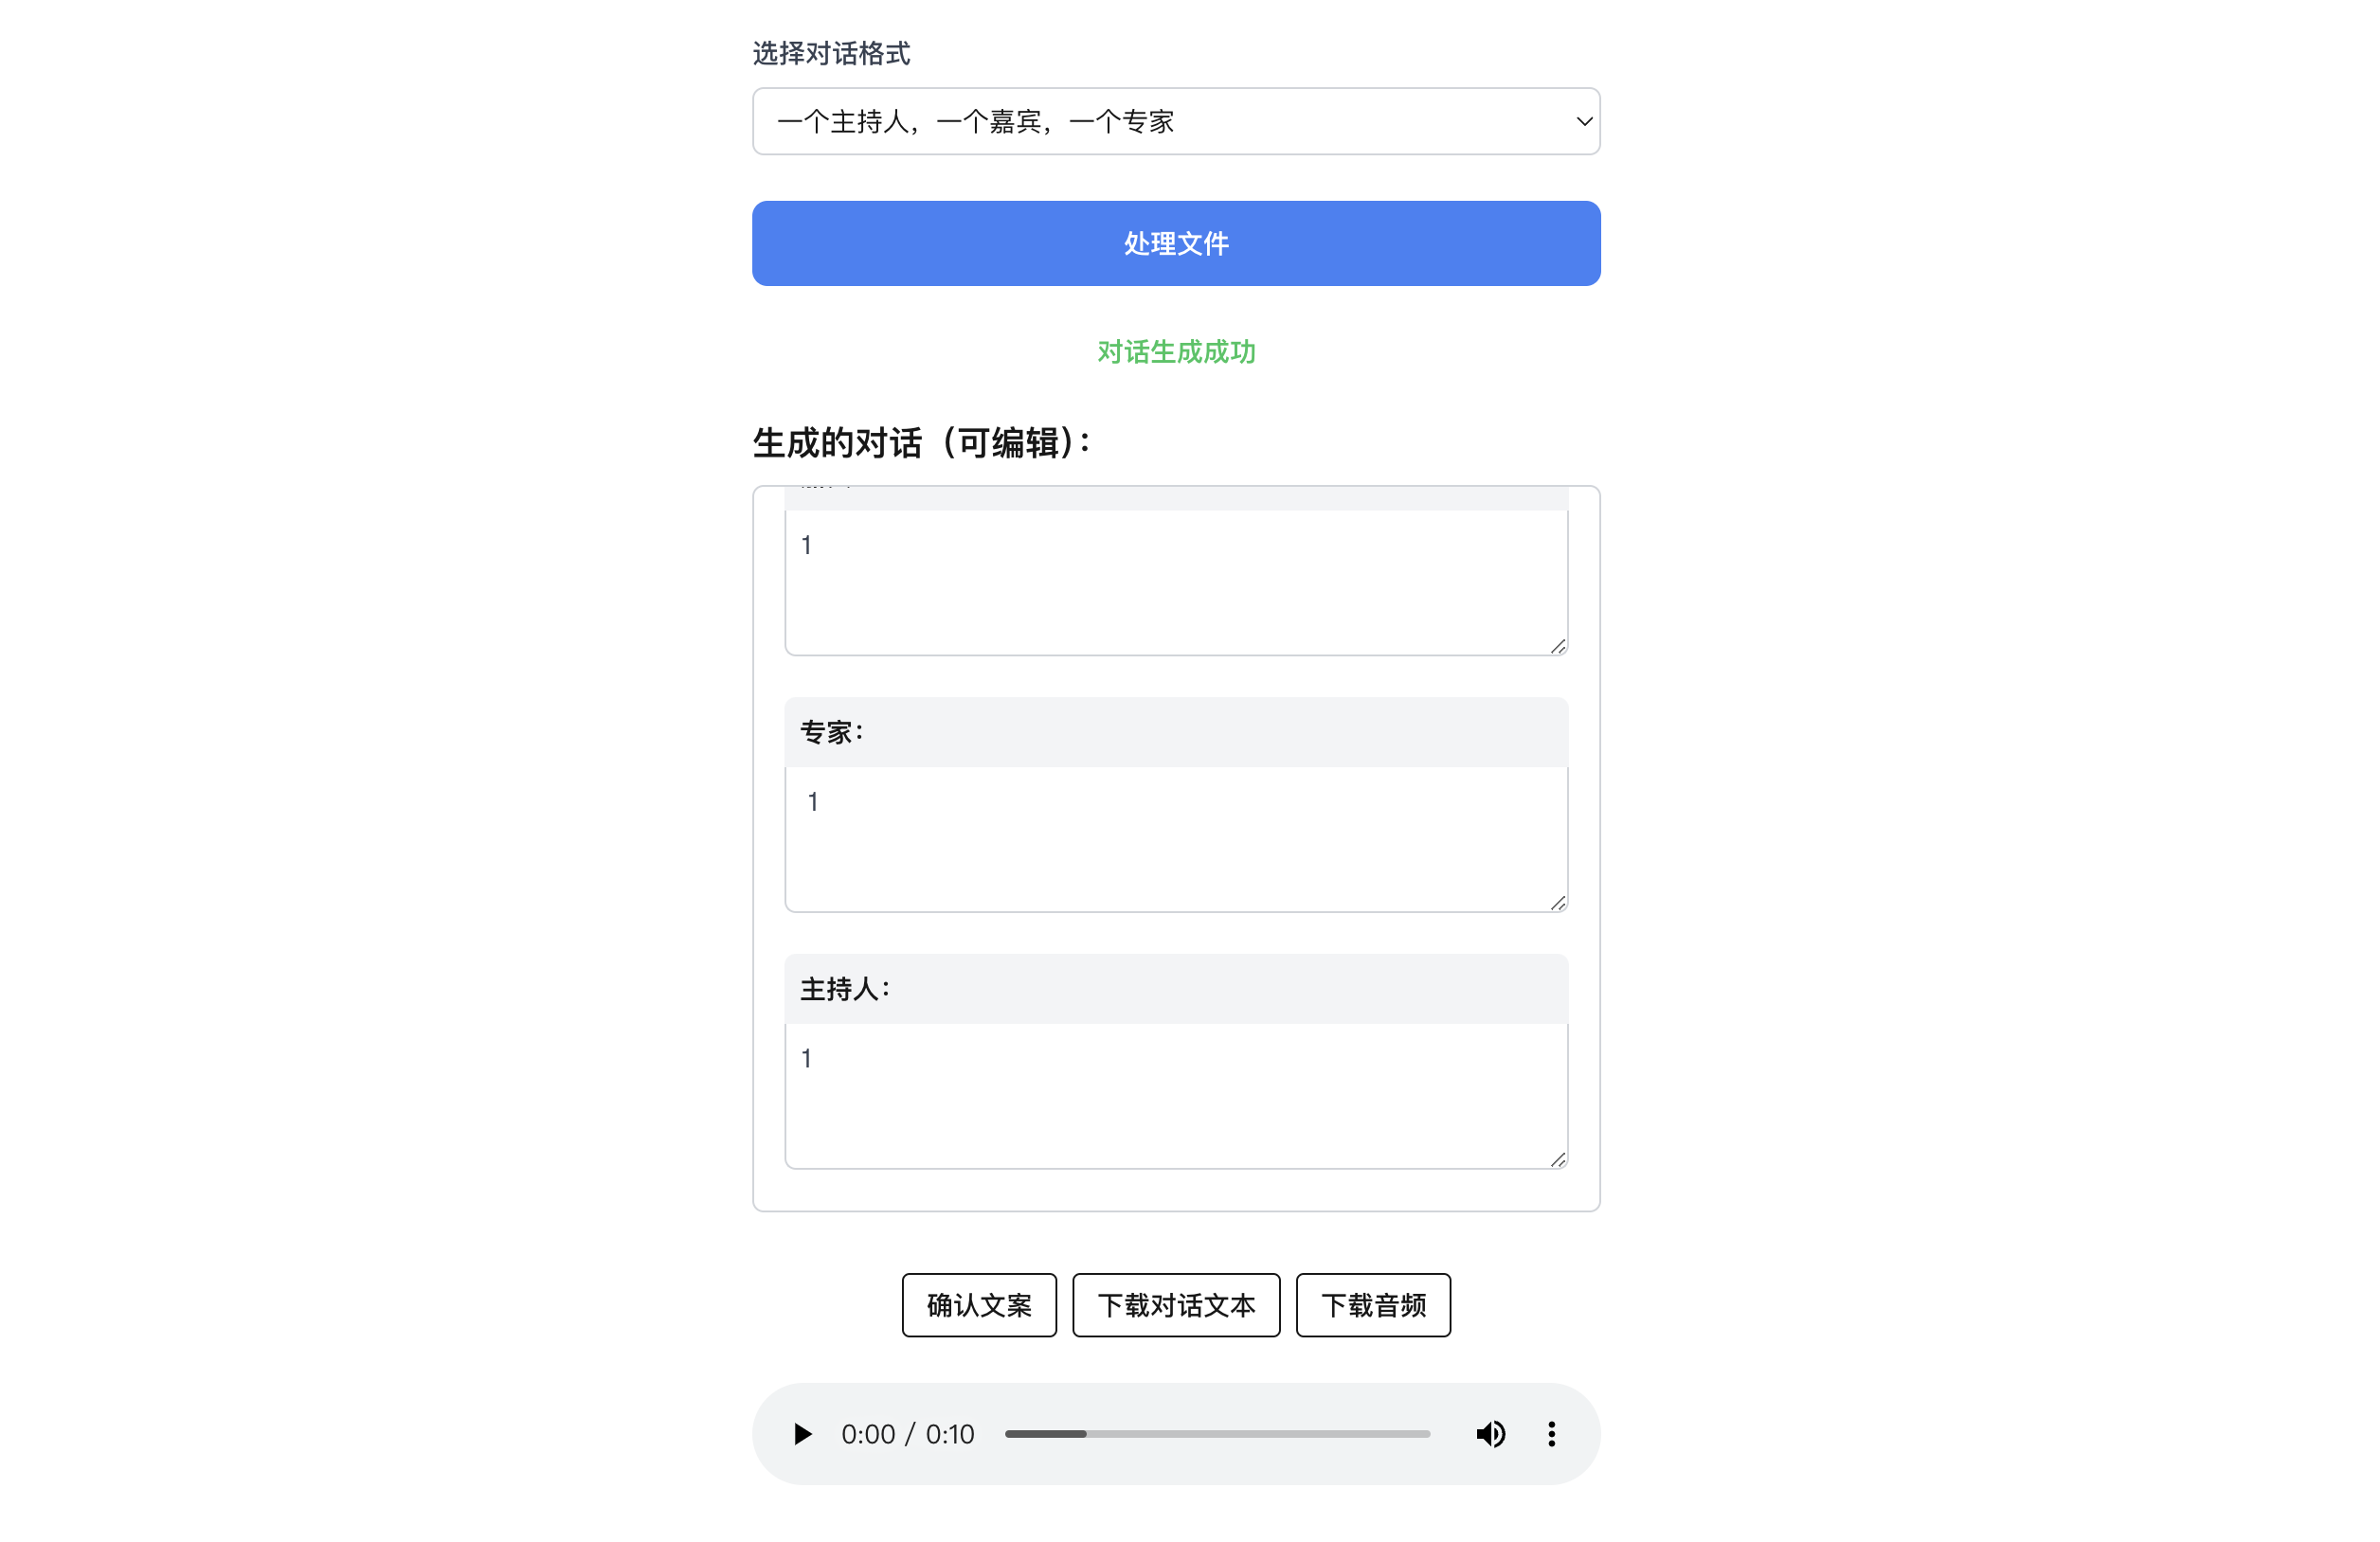 选择对话格式
一个主持人，一个嘉宾，一个专家
处理文件
对话生成成功
生成的对话（可编辑）：
1
专家：
1
主持人：
1
确认文案 下载对话文本 下载音频
0:00 / 0:10